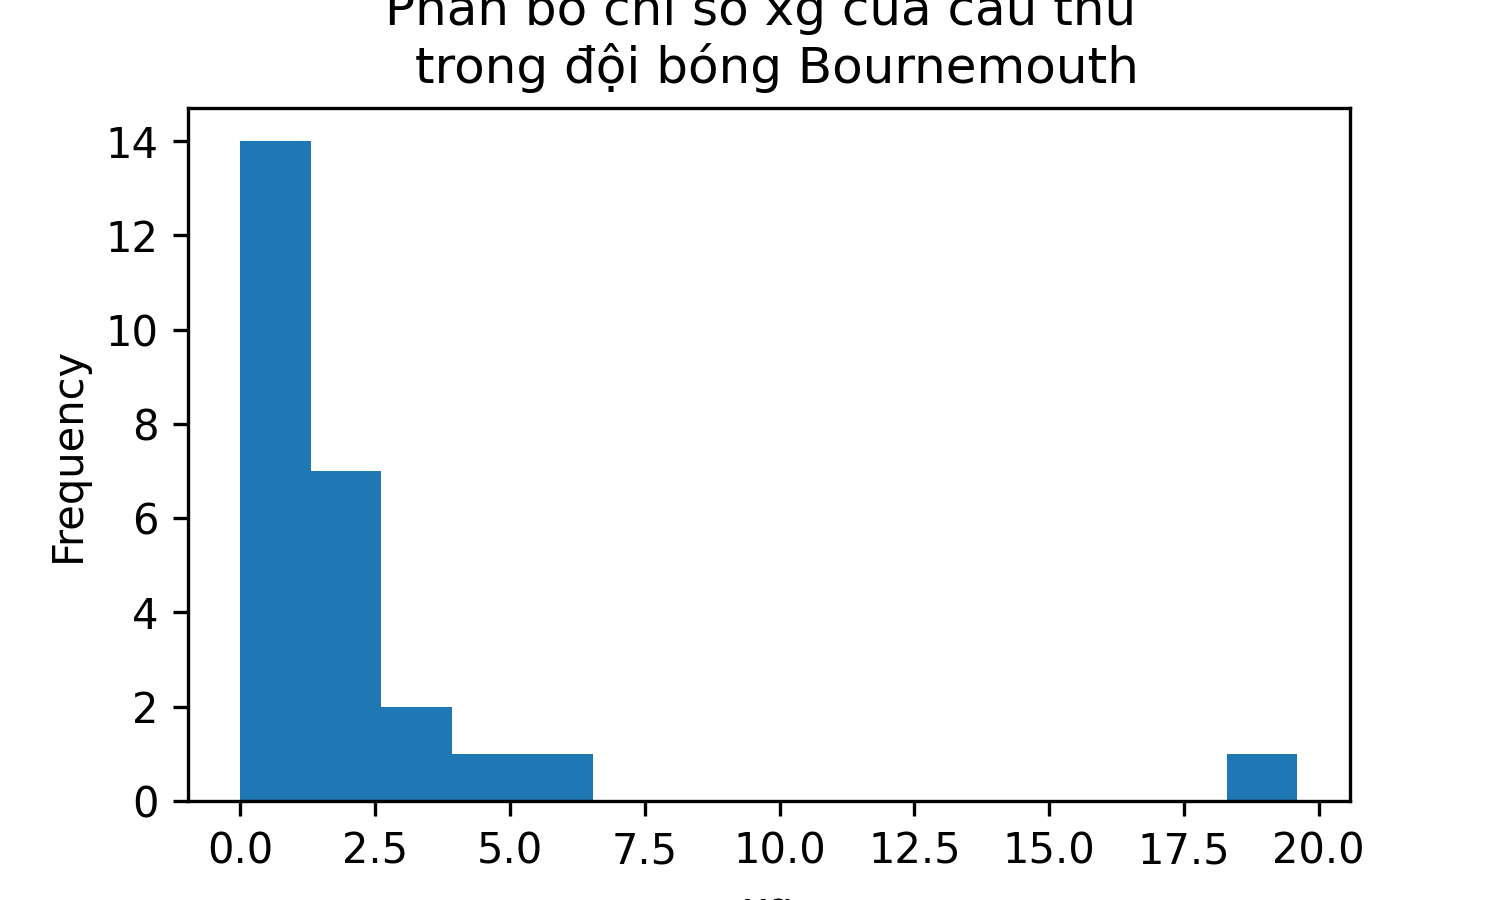 Phân bố chỉ số xg của cầu thủ
trong đội bóng Bournemouth
Frequency
14
12
10
8
6
4
2
0
0.0 2.5 5.0 7.5 10.0 12.5 15.0 17.5 20.0
xg